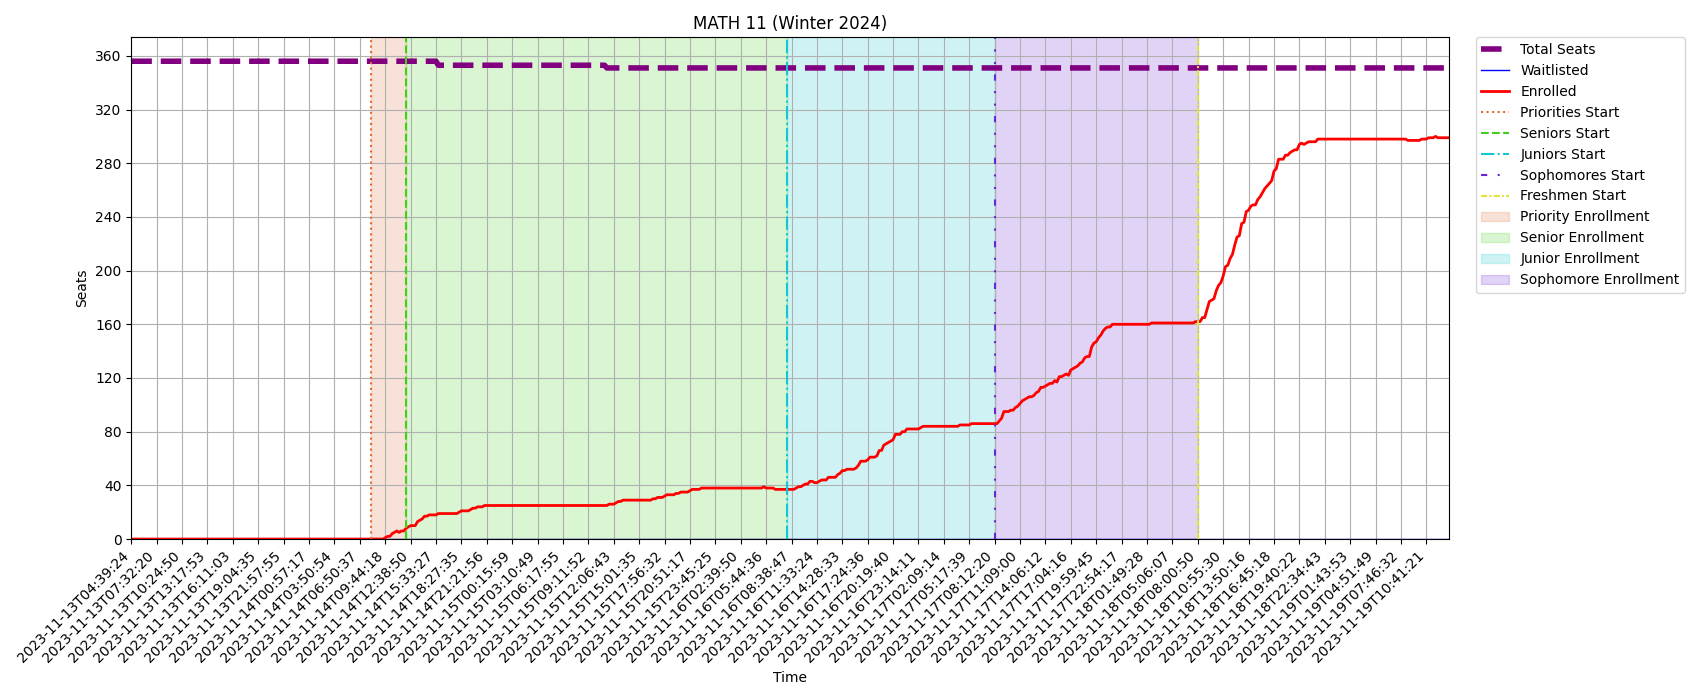 MATH 11 (Winter 2024)
Seats
360
320
280
240
200
160
120
80
40
0
2023-11-13T04:39:24
2023-11-13T07:32:20
2023-11-13T10:24:50
2023-11-13T13:17:53
2023-11-13T16:11:03
2023-11-13T19:04:35
2023-11-13T21:57:55
2023-11-14T00:57:17
2023-11-14T03:50:54
2023-11-14T06:50:37
2023-11-14T09:44:18
2023-11-14T12:38:50
2023-11-14T15:33:27
2023-11-14T18:27:35
2023-11-14T21:21:56
2023-11-15T00:15:59
2023-11-15T03:10:49
2023-11-15T06:17:55
2023-11-15T09:11:52
2023-11-15T12:06:43
2023-11-15T15:01:35
2023-11-15T17:56:32
2023-11-15T20:51:17
2023-11-15T23:45:25
2023-11-16T02:39:50
2023-11-16T05:44:36
2023-11-16T08:38:47
2023-11-16T11:33:24
2023-11-16T14:28:33
2023-11-16T17:24:36
2023-11-16T20:19:40
2023-11-16T23:14:11
2023-11-17T02:09:14
2023-11-17T05:17:39
2023-11-17T08:12:20
2023-11-17T11:09:00
2023-11-17T14:06:12
2023-11-17T17:04:16
2023-11-17T19:59:45
2023-11-17T22:54:17
2023-11-18T01:49:28
2023-11-18T05:06:07
2023-11-18T08:00:50
2023-11-18T10:55:30
2023-11-18T13:50:16
2023-11-18T16:45:18
2023-11-18T19:40:22
2023-11-18T22:34:43
2023-11-19T01:43:53
2023-11-19T04:51:49
2023-11-19T07:46:32
2023-11-19T10:41:21
Time
Total Seats
Waitlisted
Enrolled
Priorities Start
Seniors Start
Juniors Start
Sophomores Start
Freshmen Start
Priority Enrollment
Senior Enrollment
Junior Enrollment
Sophomore Enrollment